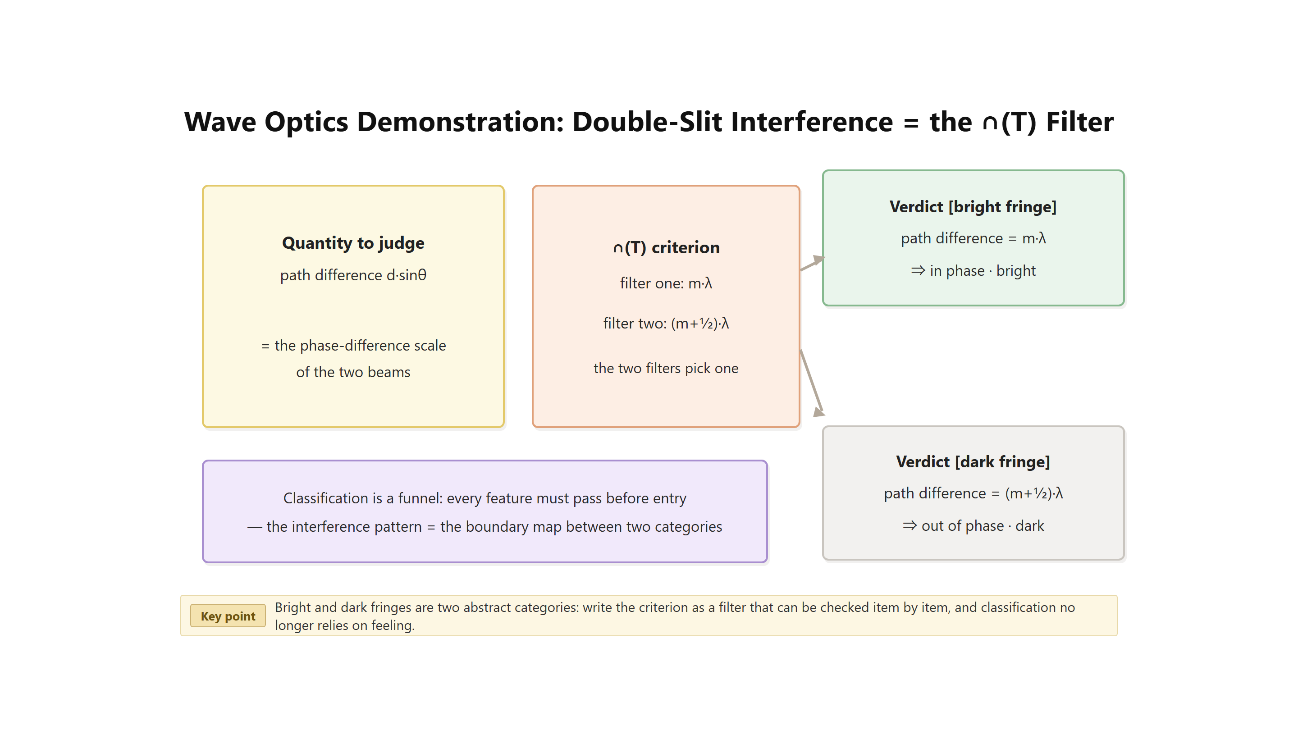 Wave Optics Demonstration: Double-Slit Interference = the ∩(T) Filter
Quantity to judge
path difference d·sinθ
= the phase-difference scale
of the two beams
∩(T) criterion
filter one: m·λ
filter two: (m+½)·λ
the two filters pick one
Verdict [bright fringe]
path difference = m·λ
⇒ in phase · bright
Verdict [dark fringe]
path difference = (m+½)·λ
⇒ out of phase · dark
Classification is a funnel: every feature must pass before entry
— the interference pattern = the boundary map between two categories
Key point
Bright and dark fringes are two abstract categories: write the criterion as a filter that can be checked item by item, and classification no
longer relies on feeling.